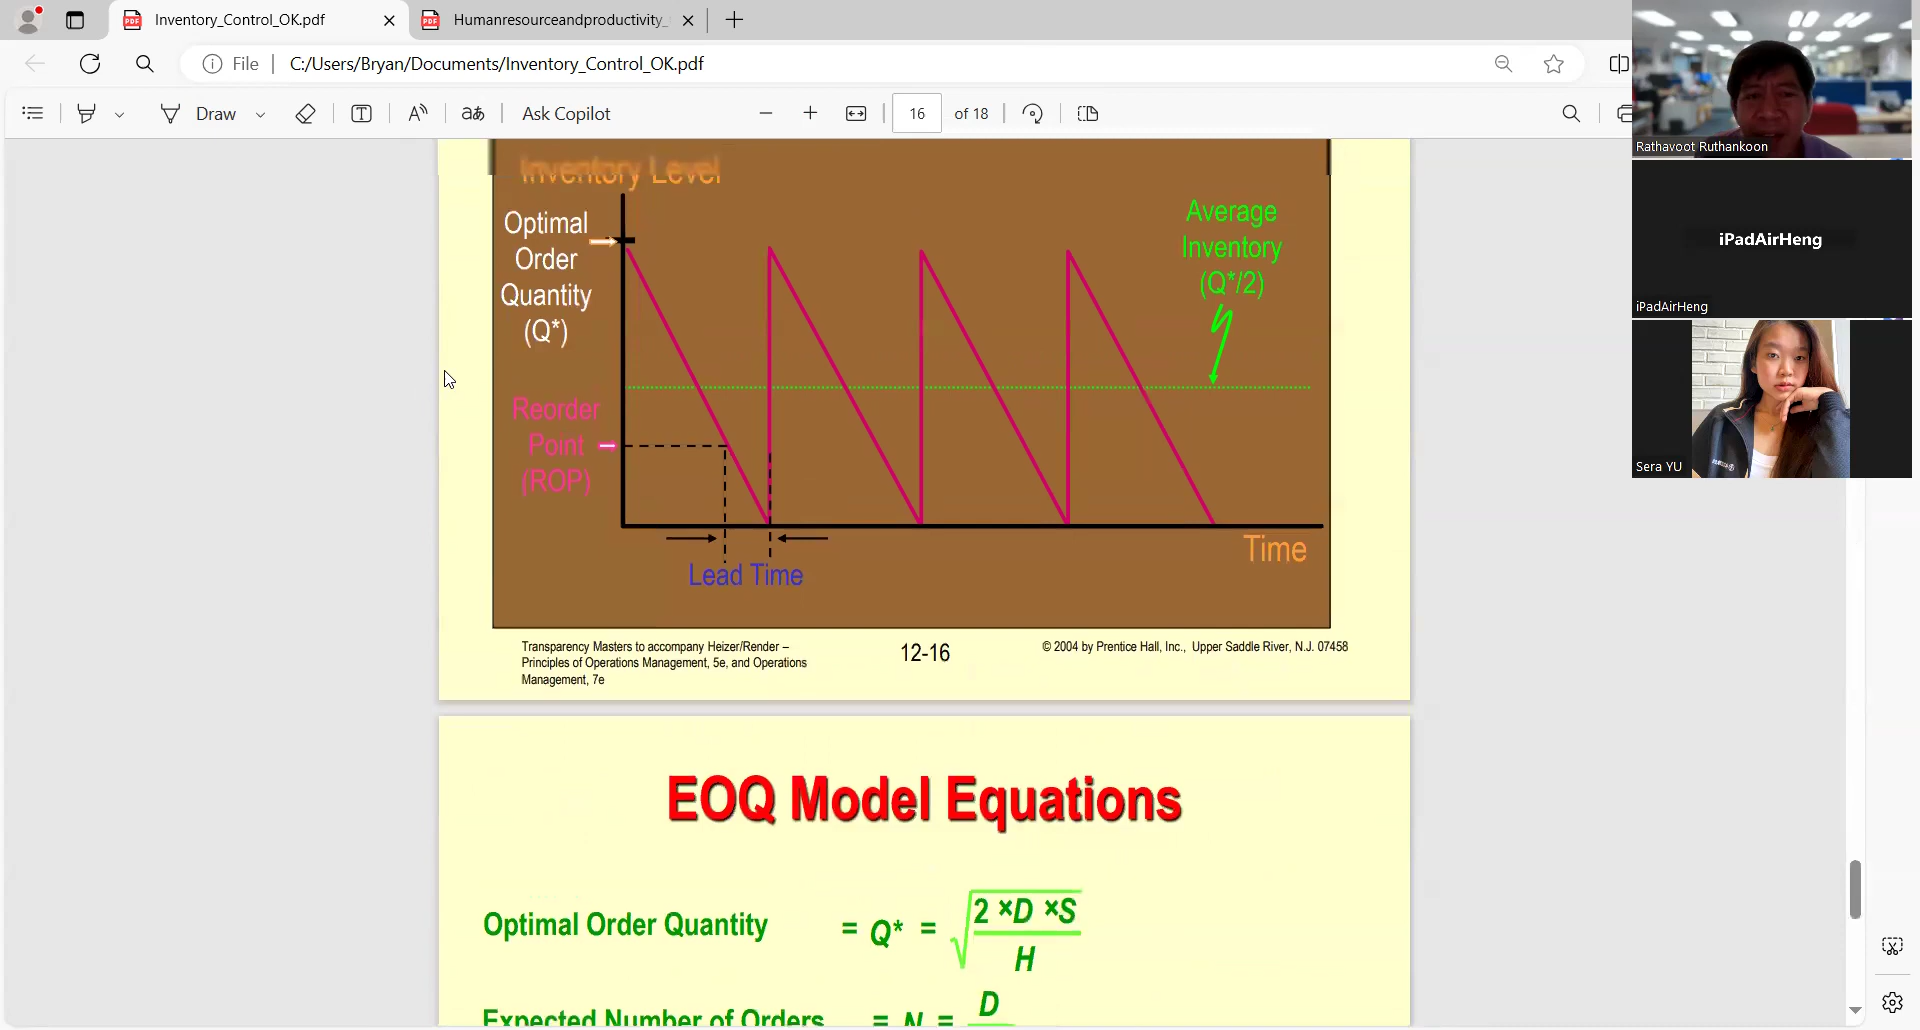 Inventory_Control_OK.pdf
Humanresourceandproductivity_
File
C:/Users/Bryan/Documents/Inventory_Control_OK.pdf
Draw
aあ
Ask Copilot
16
of 18
Inventory Level
Optimal
Order
Quantity
(Q*)
Average
Inventory
(Q*/2)
Reorder
Point
(ROP)
Time
Lead Time
Transparency Masters to accompany Heizer/Render –
Principles of Operations Management, 5e, and Operations
Management, 7e
12-16
© 2004 by Prentice Hall, Inc., Upper Saddle River, N.J. 07458
EOQ Model Equations
Optimal Order Quantity = Q* = √ 2 ×D ×S
H
Expected Number of Orders = N = D
Rathavoot Ruthankoon
iPadAirHeng
iPadAirHeng
Sera YU